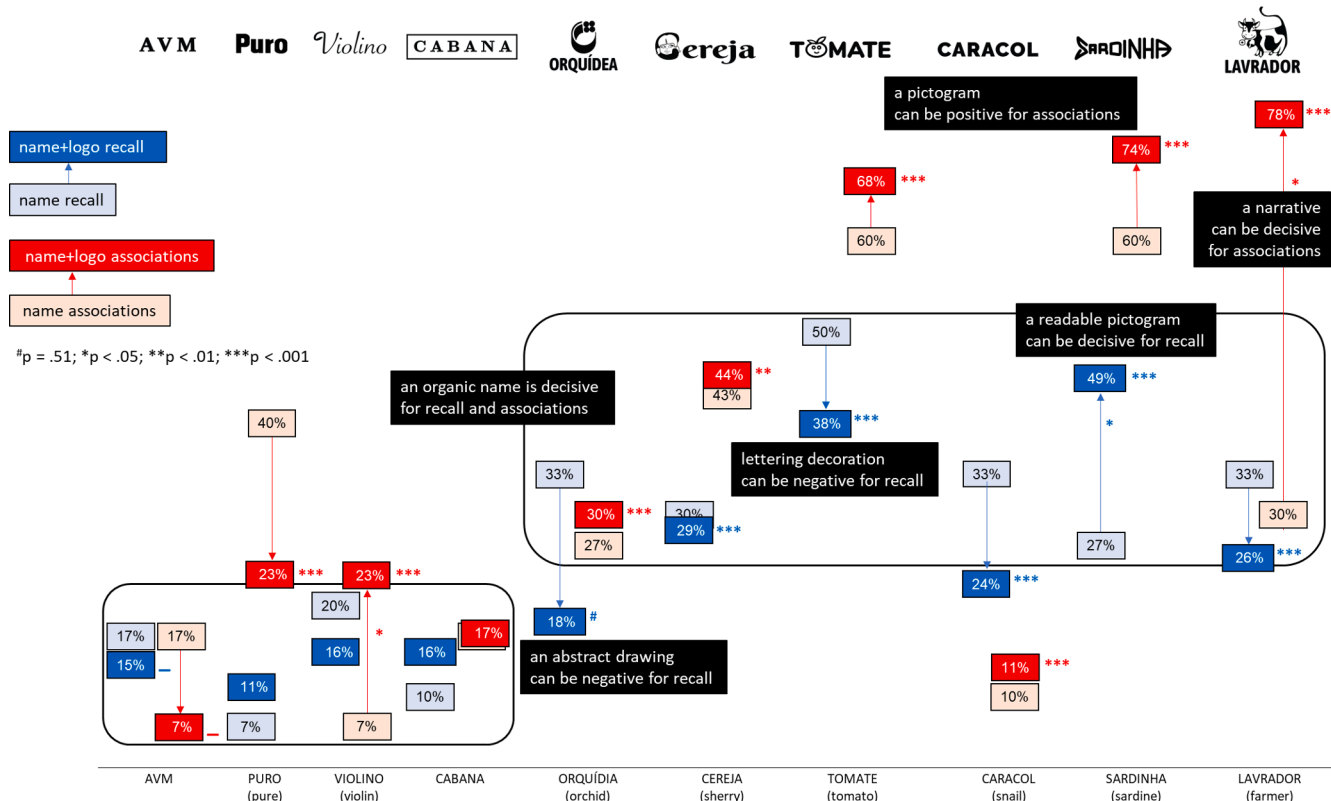 AVM Puro Violino CABANA ORQUÍDEA Cereja TOMATE CARACOL SARDINHA LAVRADOR
a pictogram
can be positive for associations
78% ***
name+logo recall
74% ***
68% ***
name recall
*
a narrative
can be decisive
for associations
60%
60%
name+logo associations
name associations
a readable pictogram
can be decisive for recall
50%
#p = .51; *p < .05; **p < .01; ***p < .001
an organic name is decisive
for recall and associations
44% **
43%
49% ***
40%
38% ***
*
lettering decoration
can be negative for recall
33%
33%
33%
30% ***
30%
30%
29% ***
27%
27%
26% ***
23% ***
23% ***
24% ***
20%
18% #
17%
17%
*
17%
15% –
16%
16%
an abstract drawing
can be negative for recall
11% ***
11%
10%
10%
7% –
7%
7%
AVM PURO VIOLINO CABANA ORQUÍDIA CEREJA TOMATE CARACOL SARDINHA LAVRADOR
(pure) (violin) (orchid) (sherry) (tomato) (snail) (sardine) (farmer)